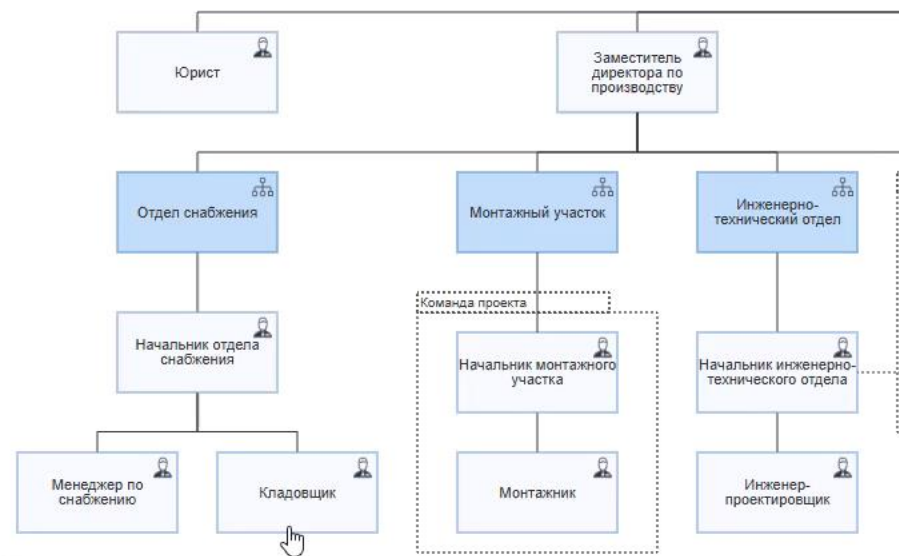 Юрист
Заместитель
директора по
производству
Отдел снабжения
Монтажный участок
Инженерно-
технический отдел
Команда проекта
Начальник отдела
снабжения
Начальник монтажного
участка
Начальник инженерно-
технического отдела
Менеджер по
снабжению
Кладовщик
Монтажник
Инженер-
проектировщик